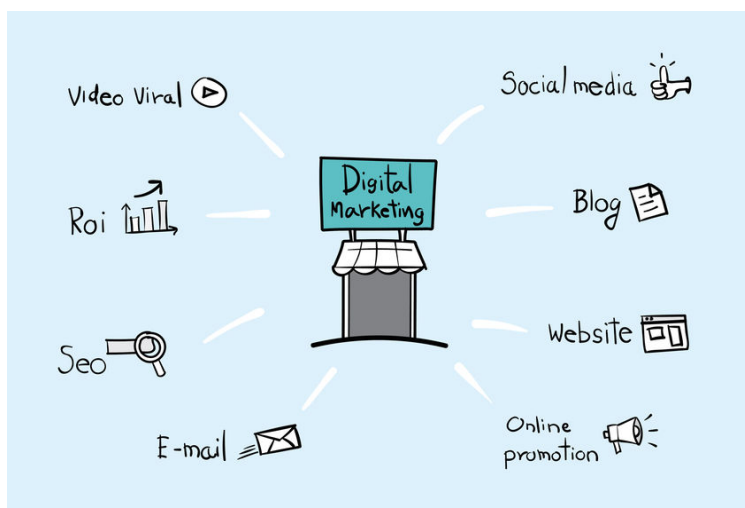 Video Viral
Social media
Digital
Marketing
Roi
Blog
Seo
Website
E-mail
Online
promotion